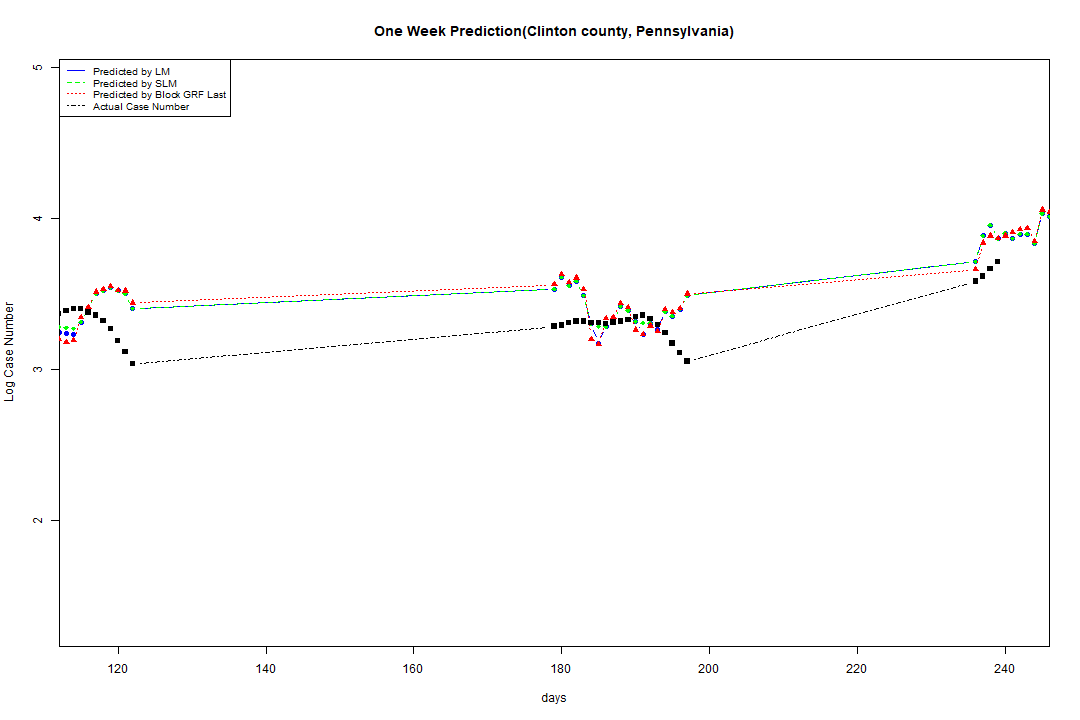 One Week Prediction(Clinton county, Pennsylvania)
Predicted by LM
Predicted by SLM
Predicted by Block GRF Last
Actual Case Number
5
4
3
2
Log Case Number
120 140 160 180 200 220 240
days